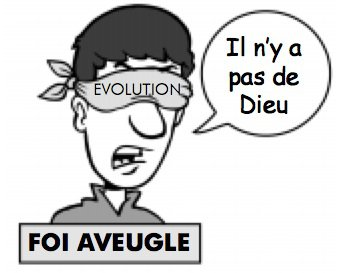 Il n'y a
pas de
Dieu
EVOLUTION
FOI AVEUGLE